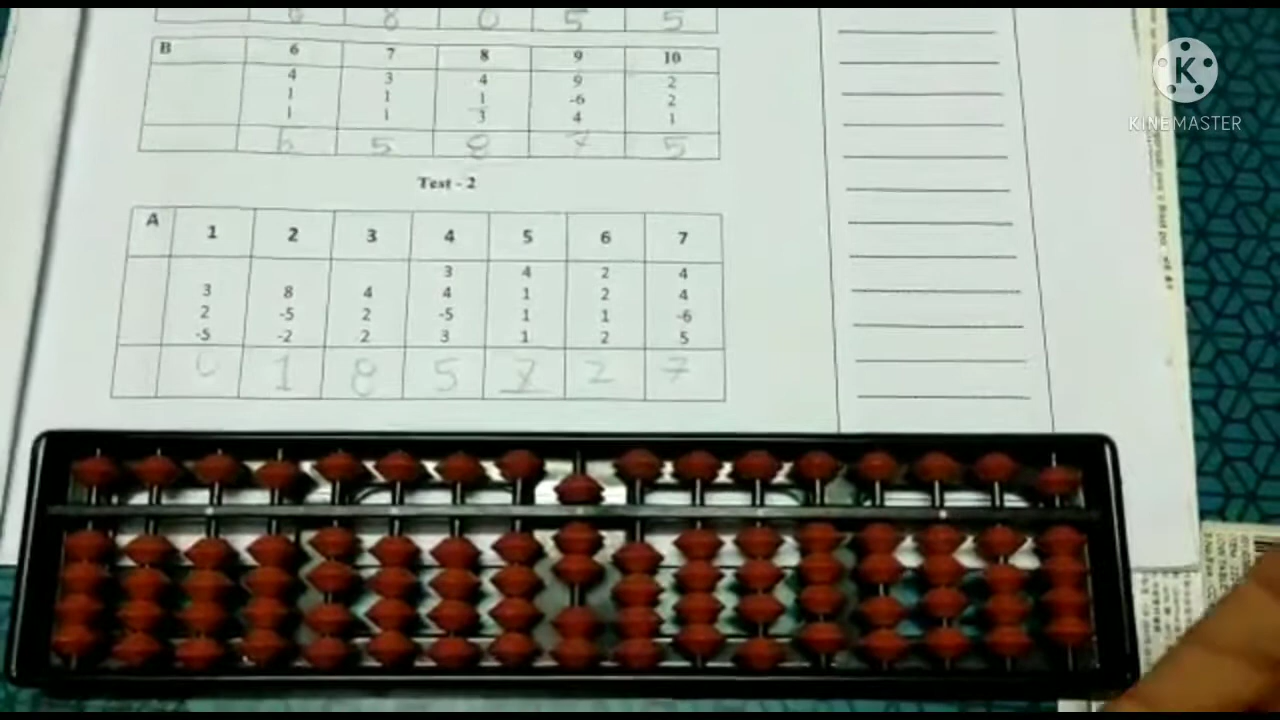 8 8 0 5 5
B 6 7 8 9 10
4 3 4 9 2
1 1 1 -6 2
1 1 3 4 1
6 5 8 7 5
Test - 2
A 1 2 3 4 5 6 7
3 4 2 4
3 8 4 4 1 2 4
2 -5 2 -5 1 1 -6
-5 -2 2 3 1 2 5
0 1 8 5 7 2 7
K
KINEMASTER